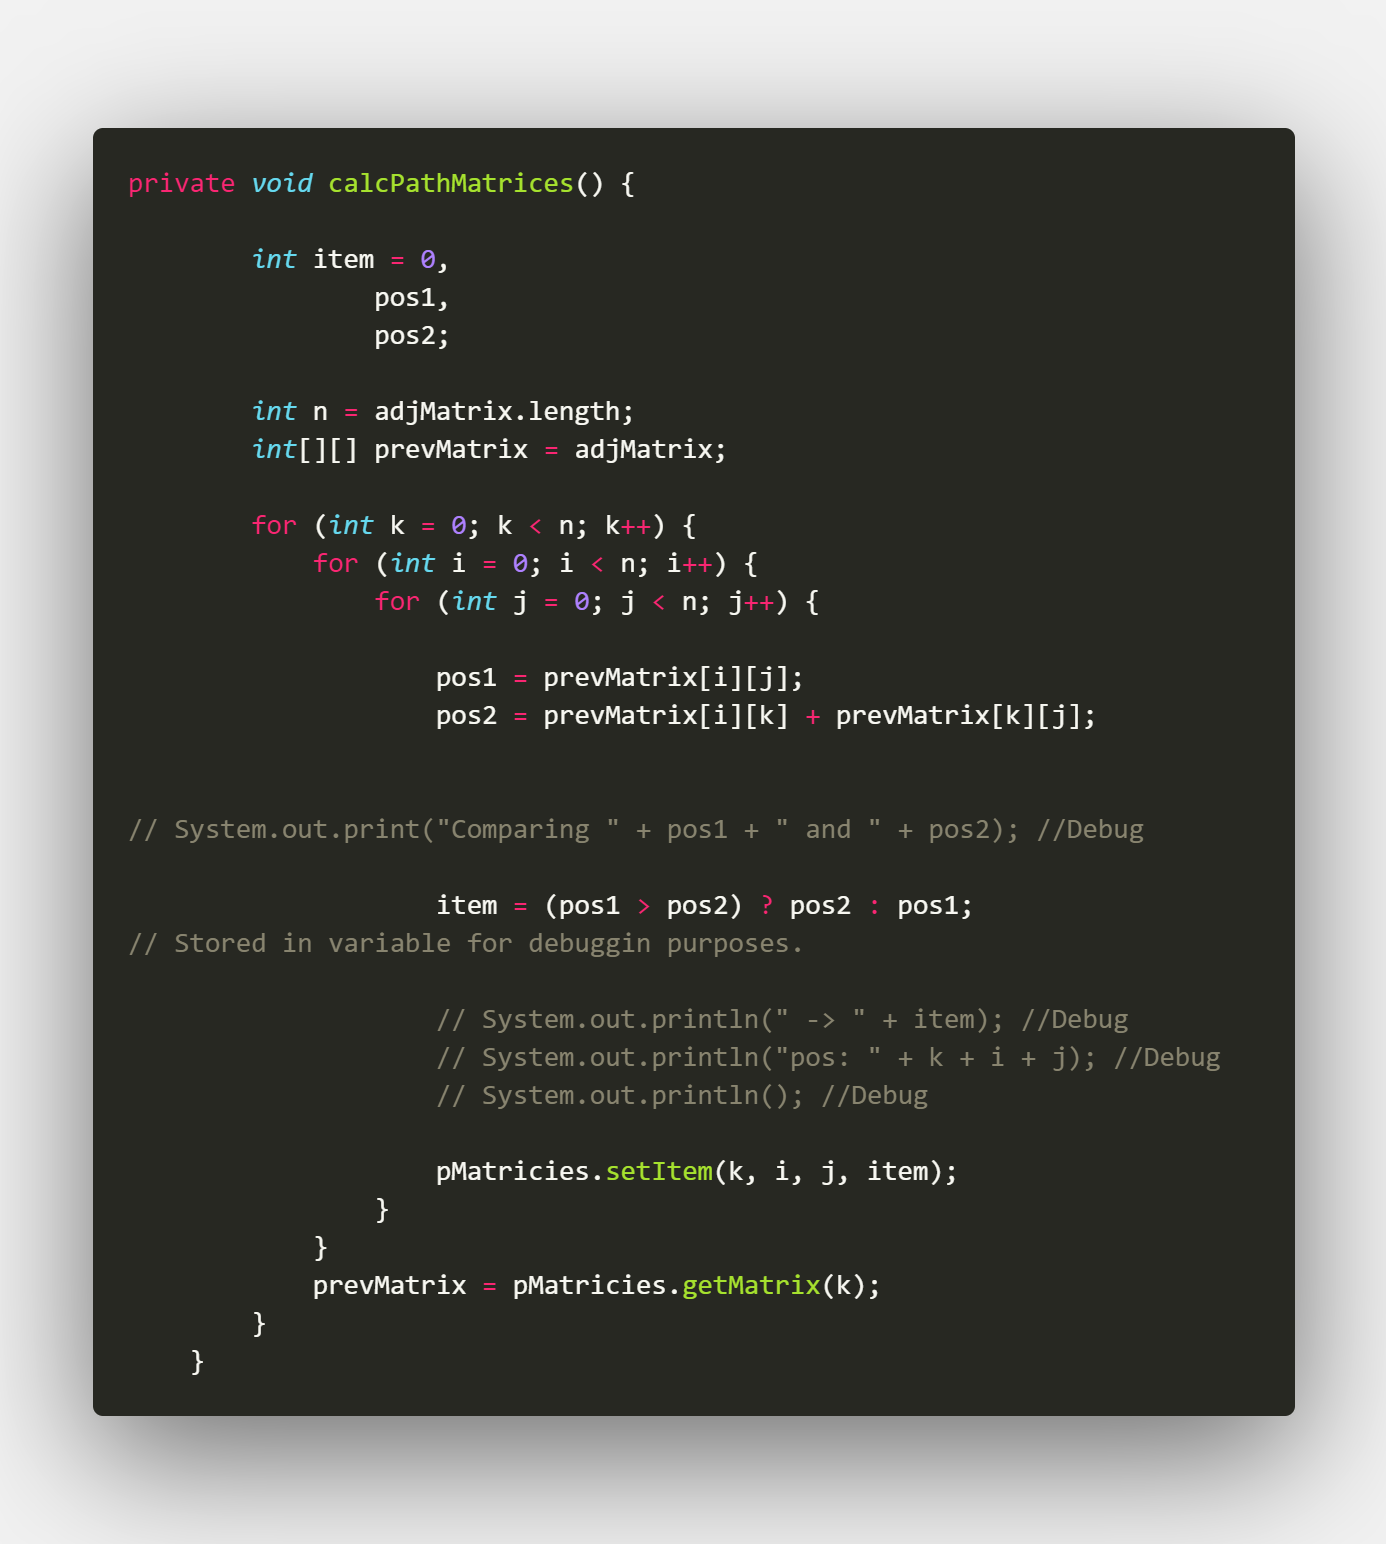 private void calcPathMatrices() {
int item = 0,
pos1,
pos2;
int n = adjMatrix.length;
int[][] prevMatrix = adjMatrix;
for (int k = 0; k < n; k++) {
for (int i = 0; i < n; i++) {
for (int j = 0; j < n; j++) {
pos1 = prevMatrix[i][j];
pos2 = prevMatrix[i][k] + prevMatrix[k][j];
// System.out.print("Comparing " + pos1 + " and " + pos2); //Debug
item = (pos1 > pos2) ? pos2 : pos1;
// Stored in variable for debuggin purposes.
// System.out.println(" -> " + item); //Debug
// System.out.println("pos: " + k + i + j); //Debug
// System.out.println(); //Debug
pMatricies.setItem(k, i, j, item);
}
}
prevMatrix = pMatricies.getMatrix(k);
}
}